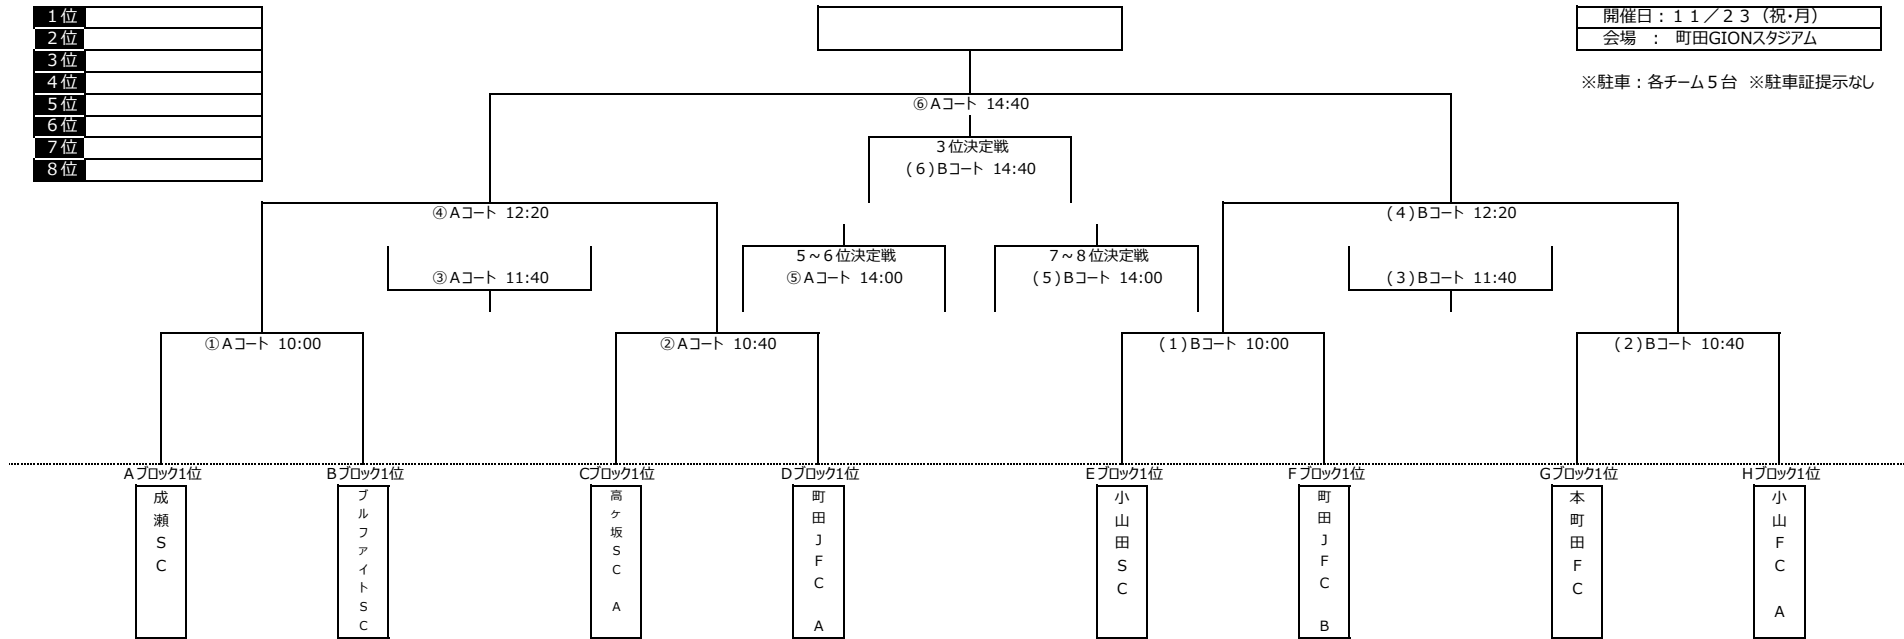 1位
2位
3位
4位
5位
6位
7位
8位
開催日：１１／２３（祝・月）
会場 ： 町田GIONスタジアム
※駐車：各チーム５台 ※駐車証提示なし
⑥Aコート 14:40
３位決定戦
(６)Bコート 14:40
④Aコート 12:20
(４)Bコート 12:20
5～6位決定戦
⑤Aコート 14:00
7～8位決定戦
(５)Bコート 14:00
③Aコート 11:40
(３)Bコート 11:40
①Aコート 10:00
②Aコート 10:40
(１)Bコート 10:00
(２)Bコート 10:40
Aブロック1位
Bブロック1位
Cブロック1位
Dブロック1位
Eブロック1位
Fブロック1位
Gブロック1位
Hブロック1位
成瀬SC
ブルファイトSC
高ヶ坂SC A
町田JFC A
小山田SC
町田JFC B
本町田FC
小山FC A